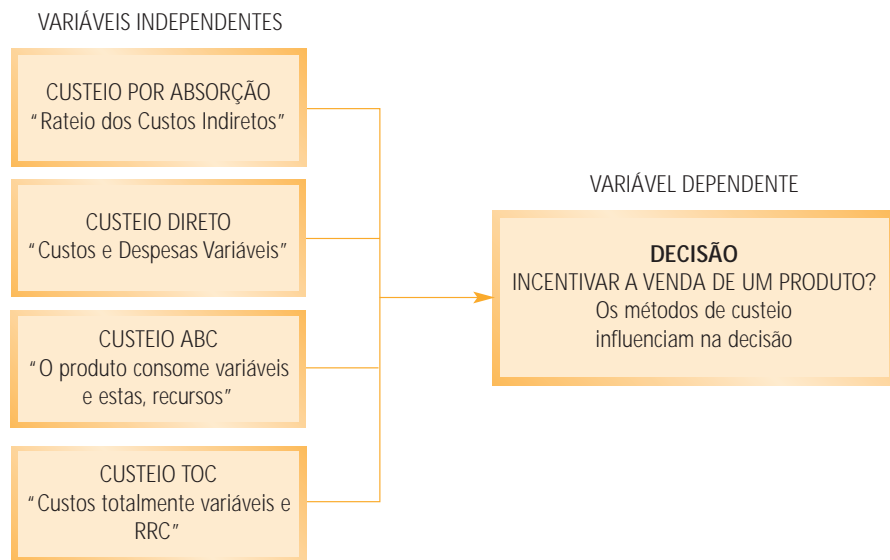 VARIÁVEIS INDEPENDENTES
CUSTEIO POR ABSORÇÃO
"Rateio dos Custos Indiretos"
CUSTEIO DIRETO
"Custos e Despesas Variáveis"
CUSTEIO ABC
"O produto consome variáveis
e estas, recursos"
CUSTEIO TOC
"Custos totalmente variáveis e
RRC"
VARIÁVEL DEPENDENTE
DECISÃO
INCENTIVAR A VENDA DE UM PRODUTO?
Os métodos de custeio
influenciam na decisão